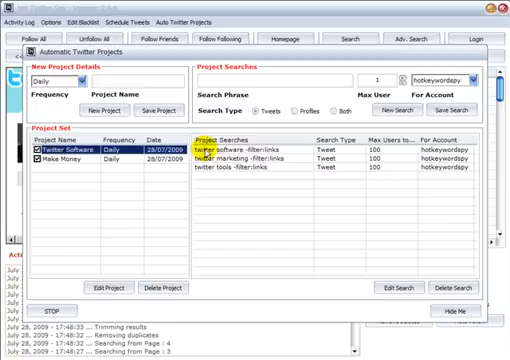 Activity Log Options Edit Blacklist Schedule Tweets Auto Twitter Projects
Follow All Unfollow All Follow Friends Follow Following Homepage Search Adv. Search Login
Automatic Twitter Projects
New Project Details
Daily
Frequency Project Name
New Project Save Project
Project Searches
1 hotkeywordspy
Search Phrase Max User For Account
Search Type Tweets Profiles Both New Search Save Search
Project Set
Project Name Frequency Date
Twitter Software Daily 28/07/2009
Make Money Daily 28/07/2009
Project Searches Search Type Max Users to... For Account
twitter software -filter:links Tweet 100 hotkeywordspy
twitter marketing -filter:links Tweet 100 hotkeywordspy
twitter tools -filter:links Tweet 100 hotkeywordspy
Edit Project Delete Project Edit Search Delete Search
STOP Hide Me
July 28, 2009 - 17:48:33 ... Trimming results
July 28, 2009 - 17:48:32 ... Removing duplicates
July 28, 2009 - 17:48:30 ... Searching from Page : 4
July 28, 2009 - 17:48:27 ... Searching from Page : 3